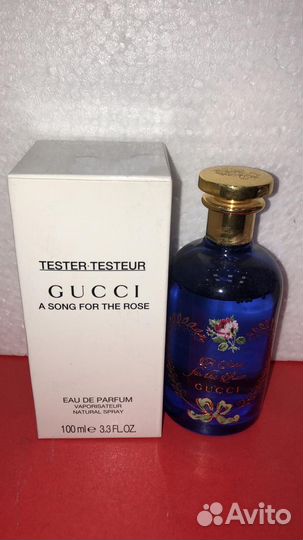 TESTER·TESTEUR
GUCCI
A SONG FOR THE ROSE
EAU DE PARFUM
VAPORISATEUR
NATURAL SPRAY
100 ml e 3.3 FL.OZ.
GUCCI
Avito